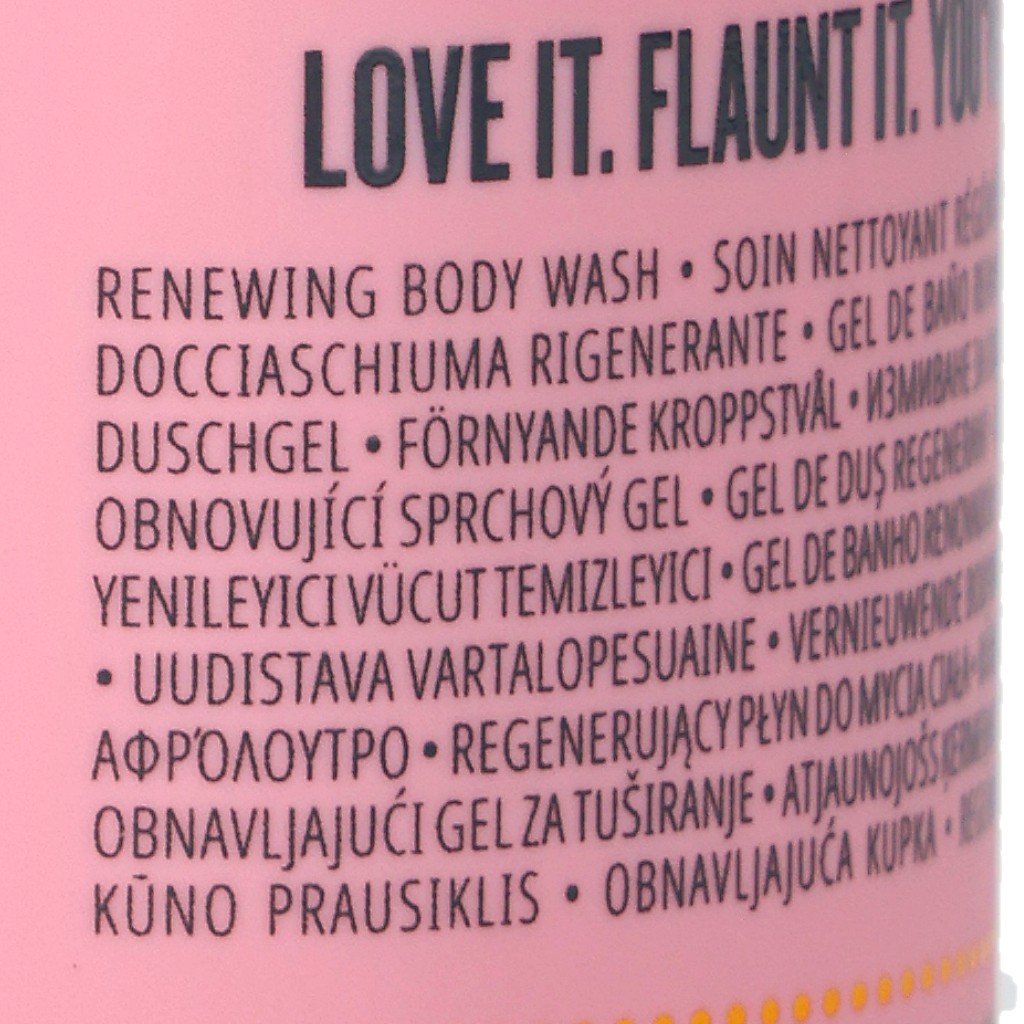 LOVE IT. FLAUNT IT.
RENEWING BODY WASH • SOIN NETTOYANT
DOCCIASCHIUMA RIGENERANTE • GEL DE BAÑO
DUSCHGEL • FÖRNYANDE KROPPSTVÅL • ИЗМИВАНЕ
OBNOVUJÍCÍ SPRCHOVÝ GEL • GEL DE DUȘ
YENILEYICI VÜCUT TEMIZLEYICI • GEL DE BANHO
• UUDISTAVA VARTALOPESUAINE • VERNIEUWENDE
ΑΦΡΌΛΟΥΤΡΟ • REGENERUJĄCY PŁYN DO MYCIA CIAŁA •
OBNAVLJAJUĆI GEL ZA TUŠIRANJE • ATJAUNOJOŠS
KŪNO PRAUSIKLIS • OBNAVLJAJUĆA KUPKA •